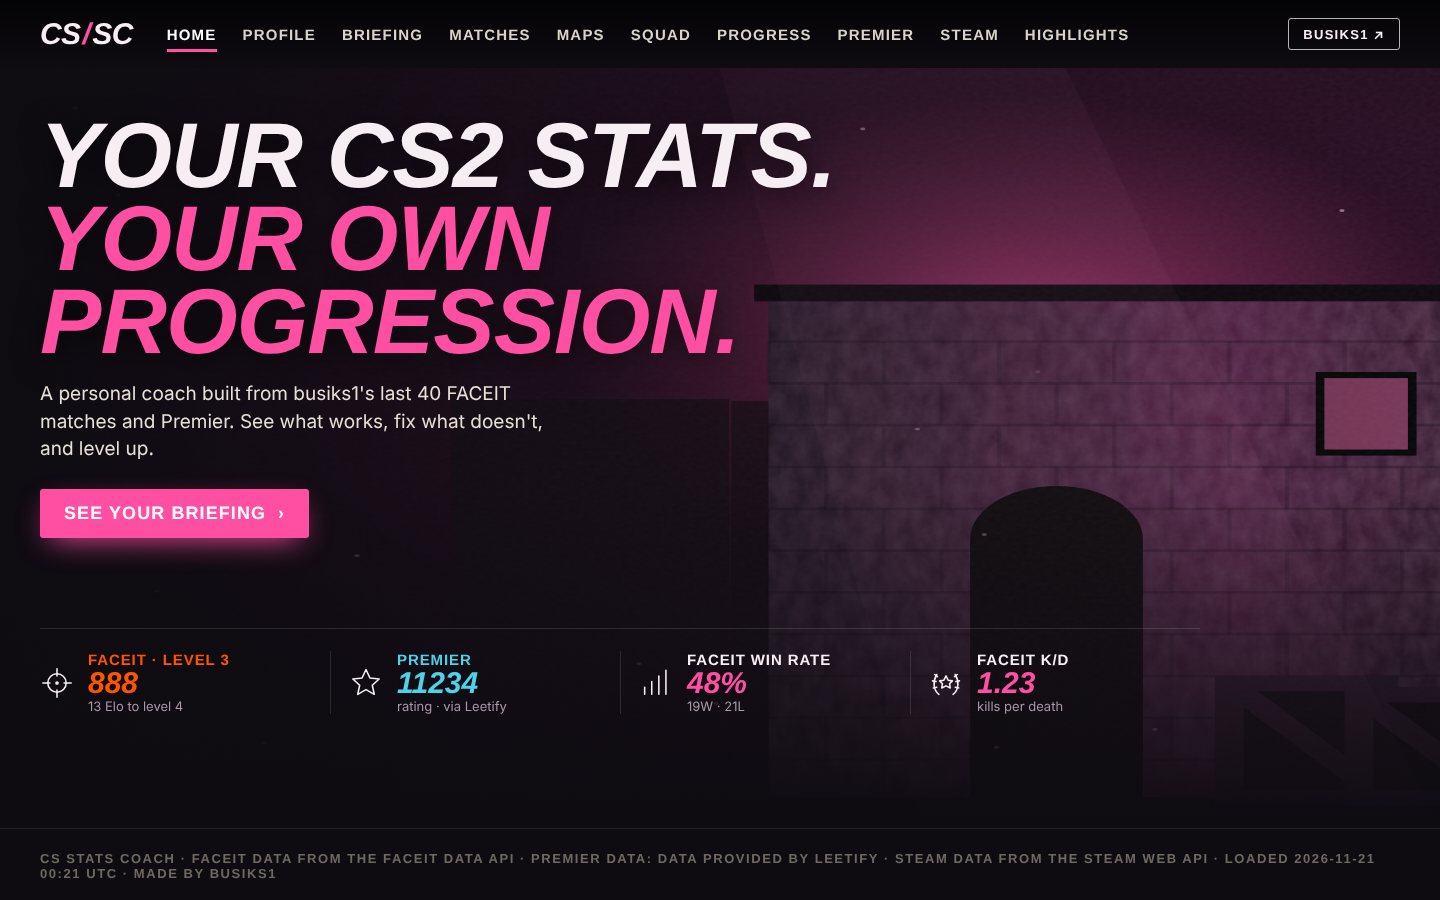 CS/SC
HOME PROFILE BRIEFING MATCHES MAPS SQUAD PROGRESS PREMIER STEAM HIGHLIGHTS
BUSIKS1 ↗
YOUR CS2 STATS.
YOUR OWN
PROGRESSION.
A personal coach built from busiks1's last 40 FACEIT
matches and Premier. See what works, fix what doesn't,
and level up.
SEE YOUR BRIEFING ›
FACEIT · LEVEL 3
888
13 Elo to level 4
PREMIER
11234
rating · via Leetify
FACEIT WIN RATE
48%
19W · 21L
FACEIT K/D
1.23
kills per death
CS STATS COACH · FACEIT DATA FROM THE FACEIT DATA API · PREMIER DATA: DATA PROVIDED BY LEETIFY · STEAM DATA FROM THE STEAM WEB API · LOADED 2026-11-21
00:21 UTC · MADE BY BUSIKS1